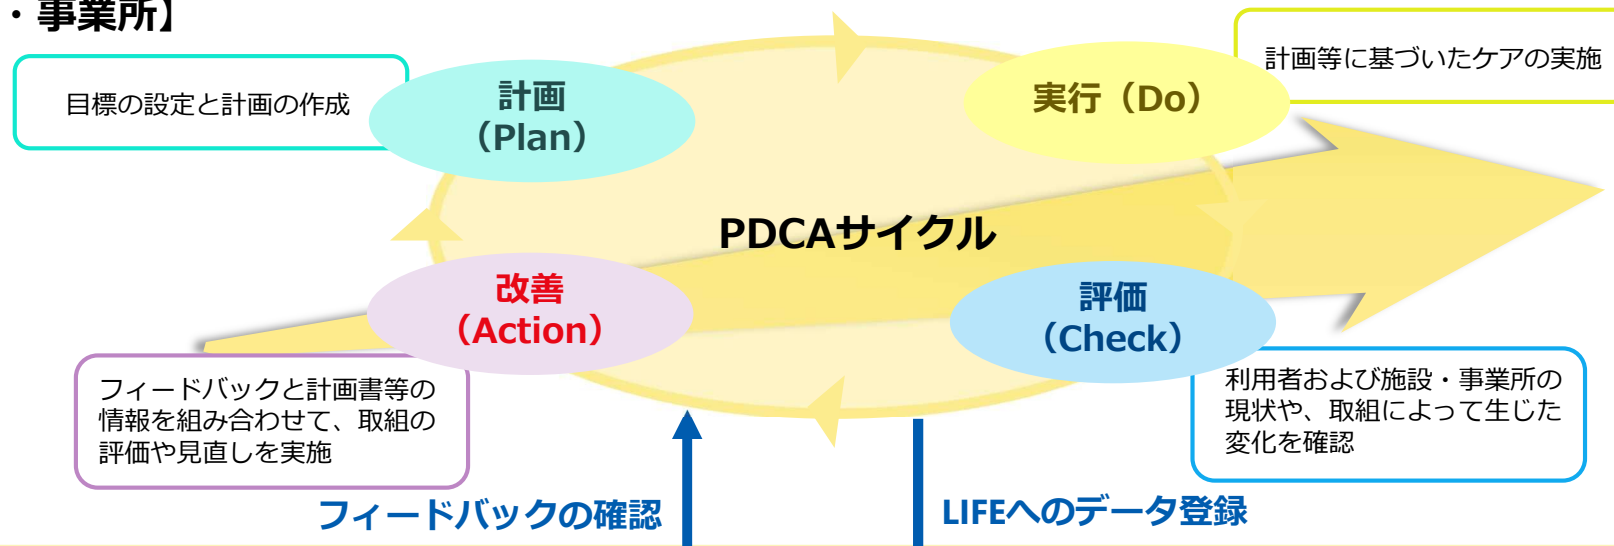 ・事業所】
目標の設定と計画の作成
計画
（Plan）
実行（Do）
計画等に基づいたケアの実施
PDCAサイクル
改善
（Action）
評価
（Check）
フィードバックと計画書等の
情報を組み合わせて、取組の
評価や見直しを実施
利用者および施設・事業所の
現状や、取組によって生じた
変化を確認
フィードバックの確認
LIFEへのデータ登録